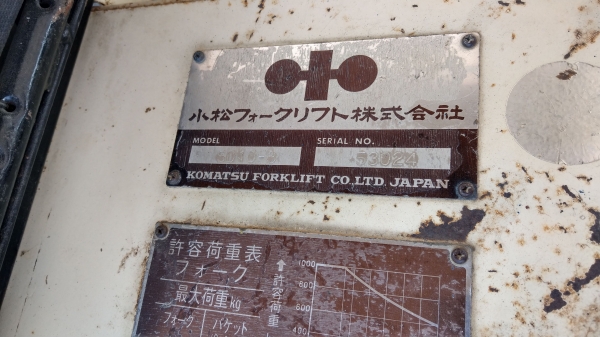 小松フォークリフト株式会社
MODEL SERIAL NO.
73024
KOMATSU FORKLIFT CO.,LTD. JAPAN
許容荷重表
フォーク
最大荷重kg
フォーク バケット
↑許容荷重
1000
800
600
400